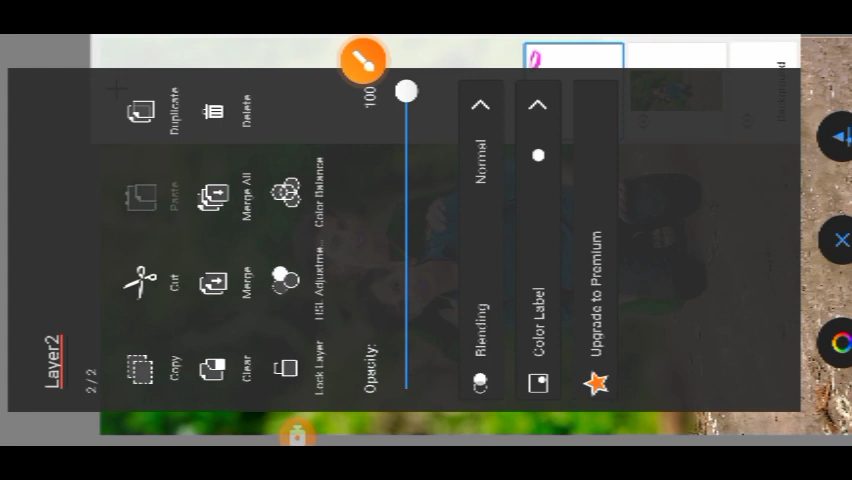 Layer2
2 / 2
Copy
Cut
Paste
Duplicate
Clear
Merge
Merge All
Delete
Lock Layer
HSL Adjustme...
Color Balance
Opacity:
100
Blending
Normal
Color Label
Upgrade to Premium
Background